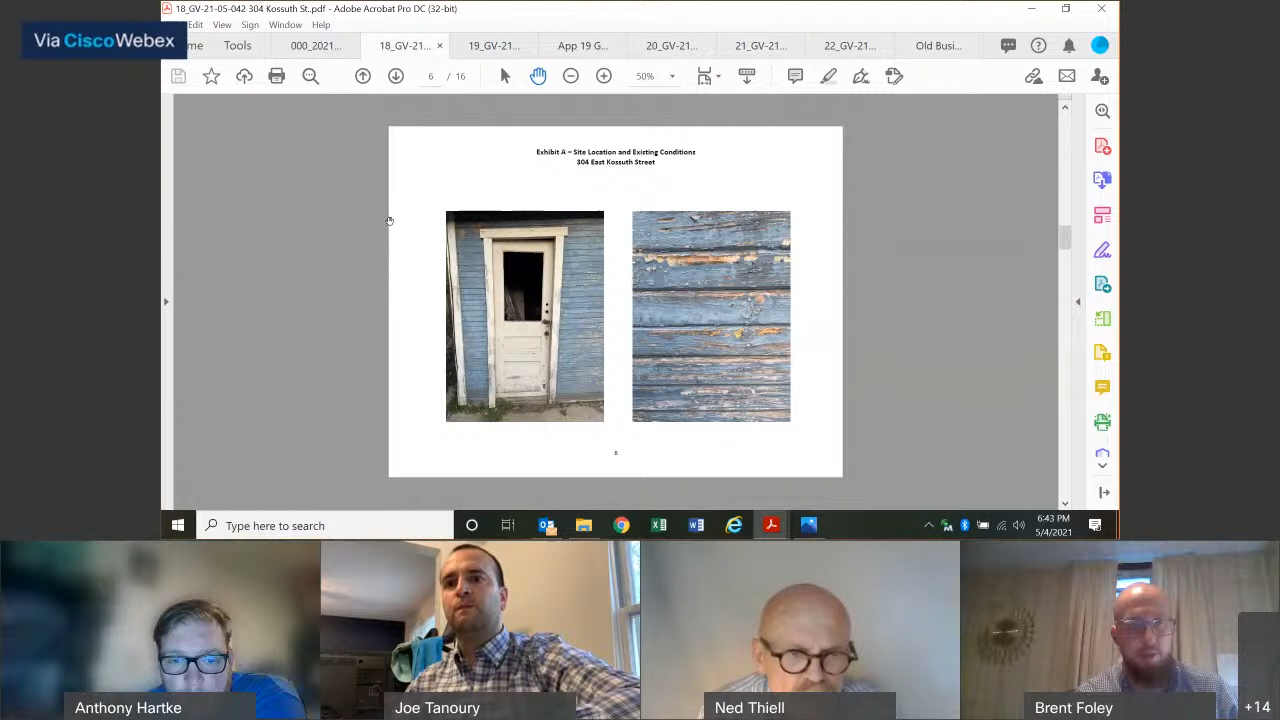 18_GV-21-05-042 304 Kossuth St..pdf - Adobe Acrobat Pro DC (32-bit)
Edit View Sign Window Help
Via Cisco Webex
me Tools 000_2021... 18_GV-21... × 19_GV-21... App 19 G... 20_GV-21... 21_GV-21... 22_GV-21... Old Busi...
6 / 16 50%
Exhibit A – Site Location and Existing Conditions
304 East Kossuth Street
6
Type here to search
6:43 PM
5/4/2021
Anthony Hartke
Joe Tanoury
Ned Thiell
Brent Foley
+14